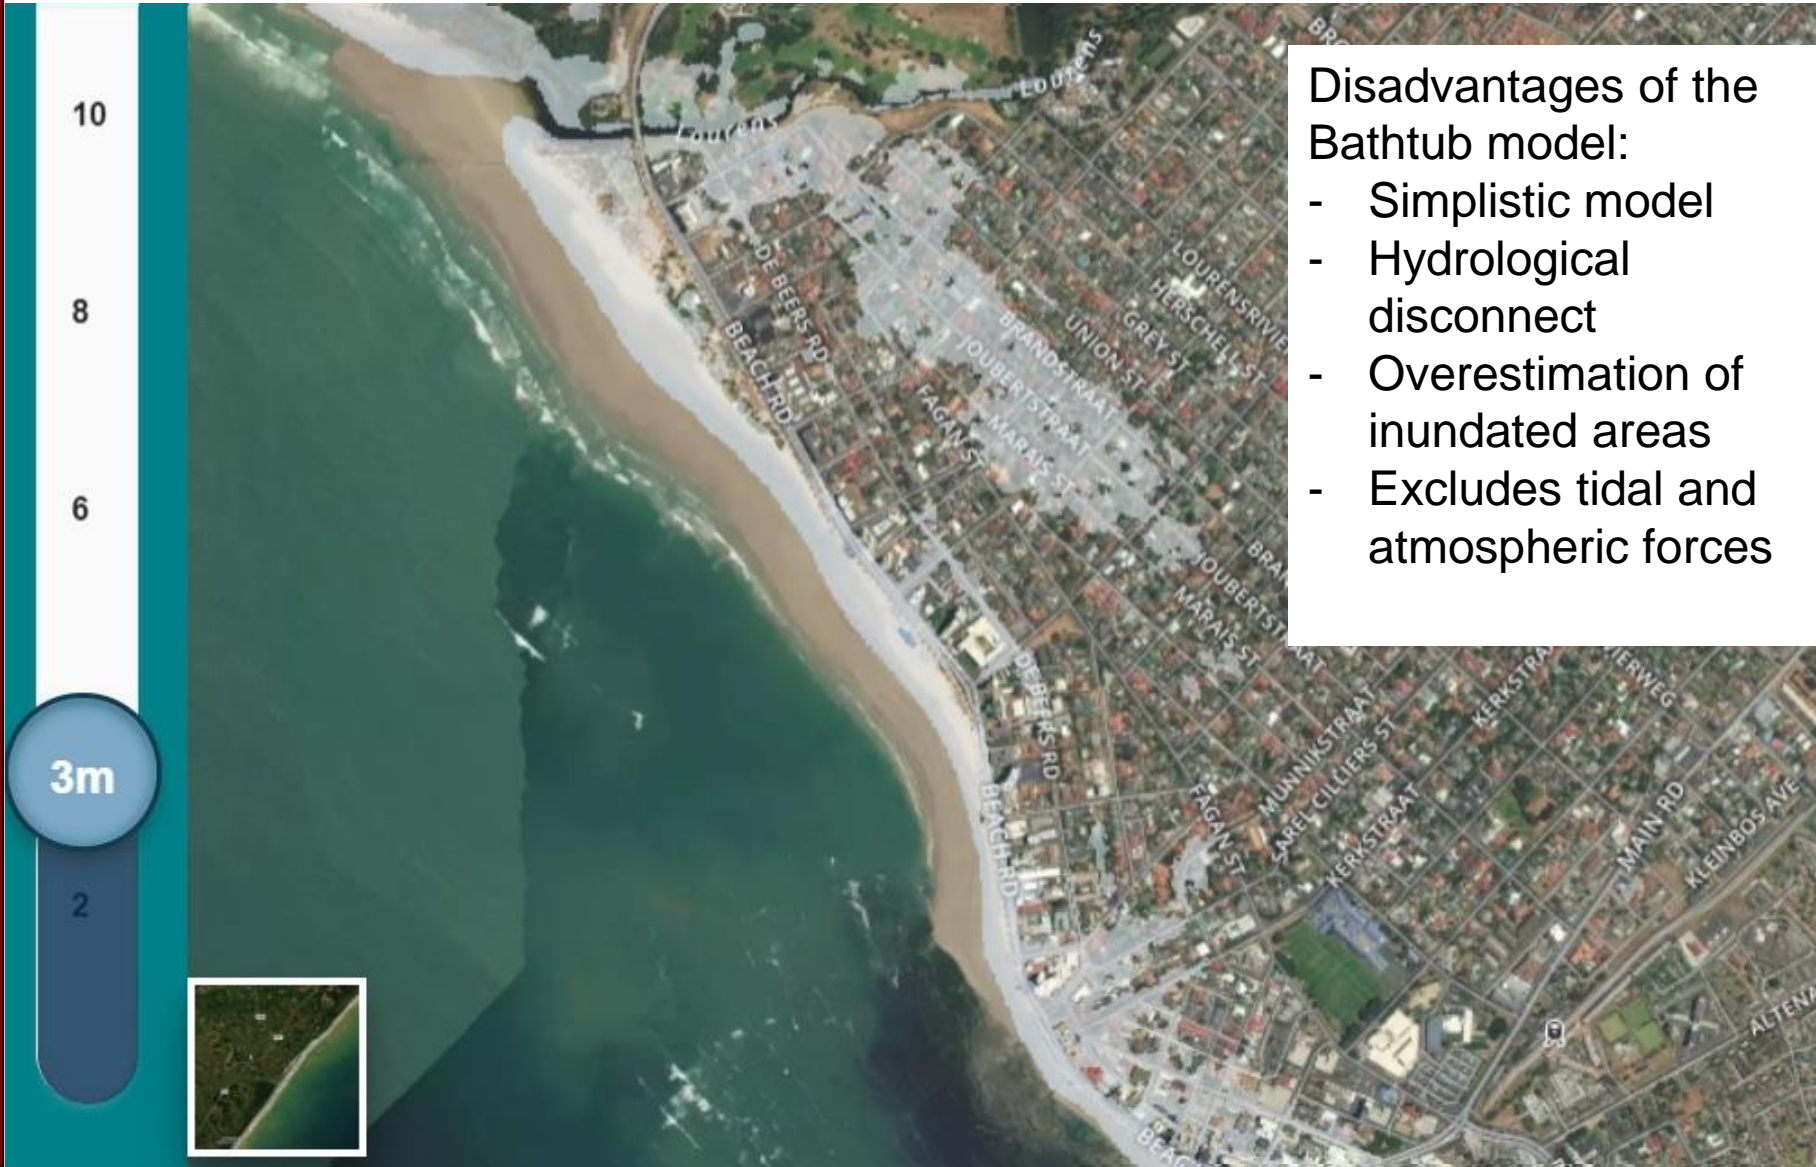 10
8
6
3m
2
Lourens
Lourens
BEACH RD
DE BEERS RD
BRANDSTRAAT
JOUBERTSTRAAT
MARAIS ST
FAGAN ST
UNION ST
GREY ST
HERSCHELL ST
JOUBERTSTRAAT
MARAIS ST
DE BEERS RD
BEACH RD
FAGAN ST
MUNNIKSTRAAT
SAREL CILLIERS ST
KERKSTRAAT
MAIN RD
KLEINBOS AVE
Disadvantages of the
Bathtub model:
- Simplistic model
- Hydrological
disconnect
- Overestimation of
inundated areas
- Excludes tidal and
atmospheric forces